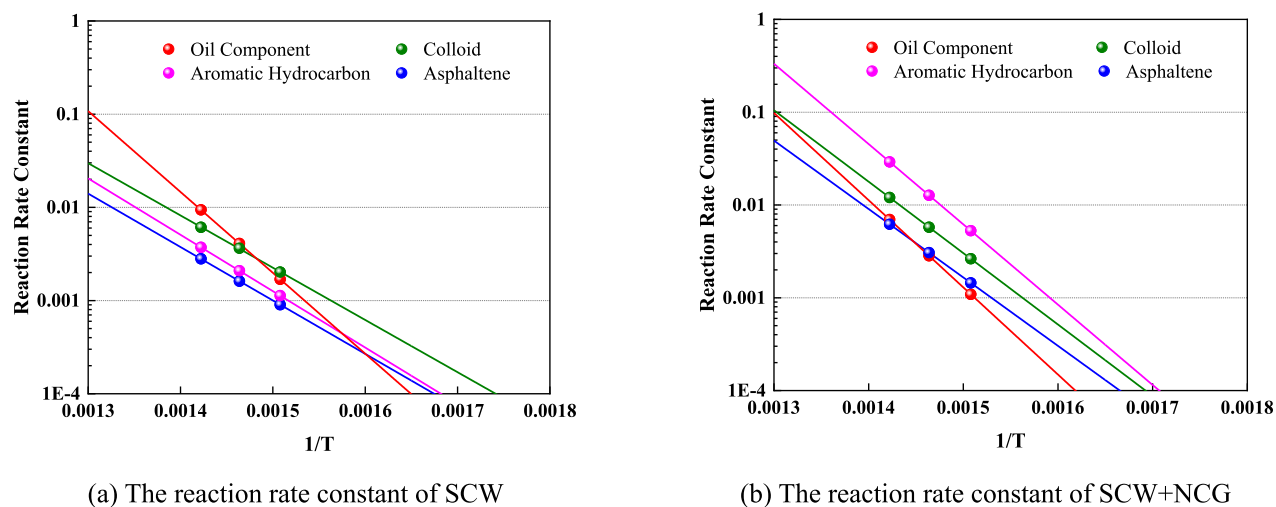 1
0.1
0.01
0.001
1E-4
Reaction Rate Constant
Oil Component
Colloid
Aromatic Hydrocarbon
Asphaltene
0.0013 0.0014 0.0015 0.0016 0.0017 0.0018
1/T
(a) The reaction rate constant of SCW
1
0.1
0.01
0.001
1E-4
Reaction Rate Constant
Oil Component
Colloid
Aromatic Hydrocarbon
Asphaltene
0.0013 0.0014 0.0015 0.0016 0.0017 0.0018
1/T
(b) The reaction rate constant of SCW+NCG